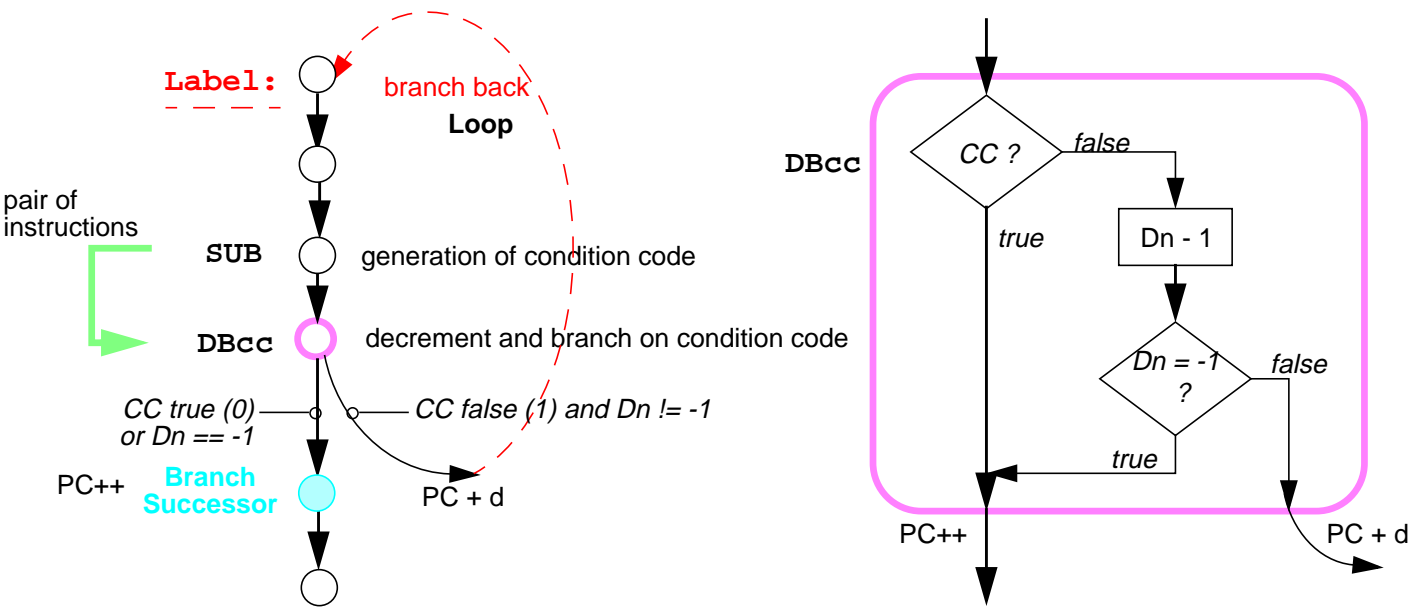 Label:
branch back
Loop
pair of
instructions
SUB
generation of condition code
DBcc
decrement and branch on condition code
CC true (0)
or Dn == -1
CC false (1) and Dn != -1
PC++
Branch
Successor
PC + d
DBcc
CC ?
false
true
Dn - 1
Dn = -1
?
false
true
PC++
PC + d